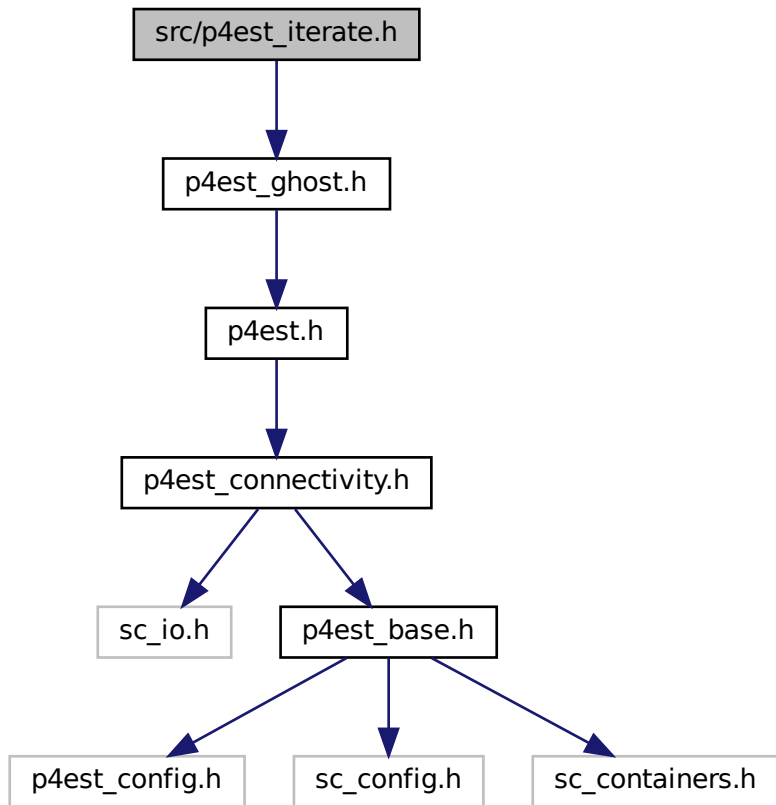 src/p4est_iterate.h
p4est_ghost.h
p4est.h
p4est_connectivity.h
sc_io.h
p4est_base.h
p4est_config.h
sc_config.h
sc_containers.h